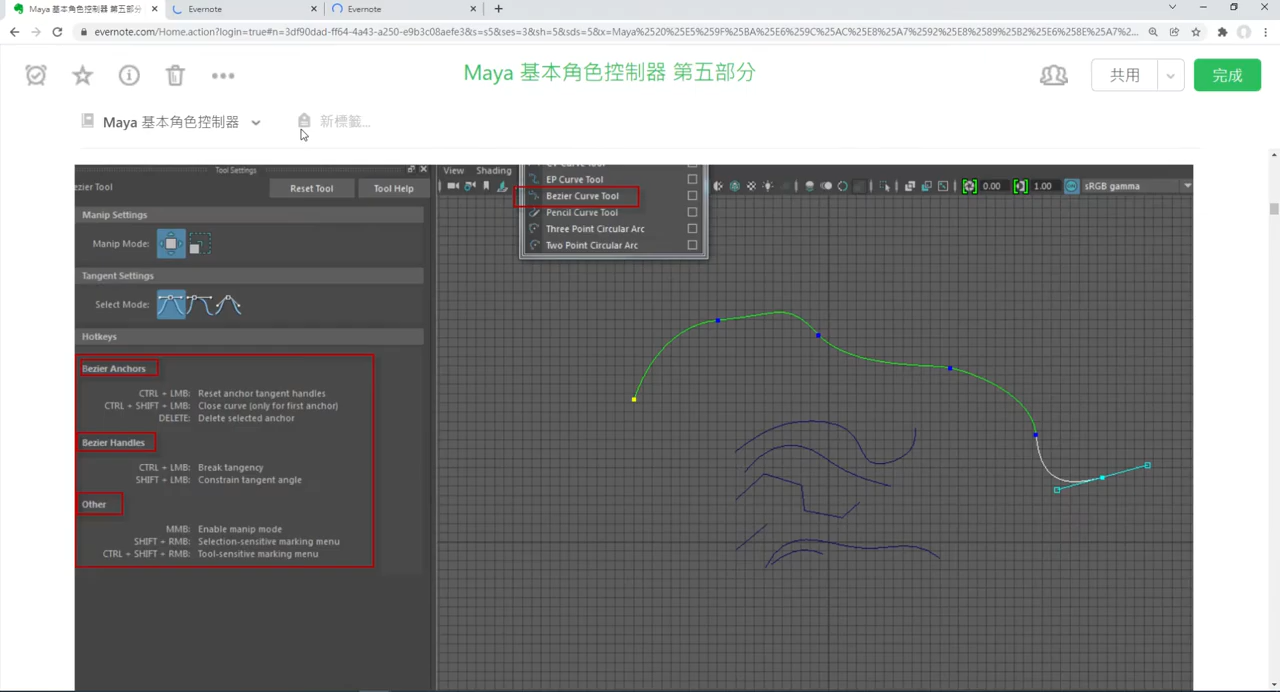 Maya 基本角色控制器 第五部分
Evernote
Evernote
evernote.com/Home.action?login=true#n=3df90dad-ff64-4a43-a250-e9b3c08aefe3&s=s5&ses=3&sh=5&sds=5&x=Maya%2520%25E5%259F%25BA%25E6%259C%25AC%25E8%25A7%2592%25E8%2589%25B2%25E6%258E%25A7%2...
Maya 基本角色控制器 第五部分
共用
完成
Maya 基本角色控制器
新標籤...
Tool Settings
ezier Tool
Reset Tool
Tool Help
Manip Settings
Manip Mode:
Tangent Settings
Select Mode:
Hotkeys
Bezier Anchors
CTRL + LMB: Reset anchor tangent handles
CTRL + SHIFT + LMB: Close curve (only for first anchor)
DELETE: Delete selected anchor
Bezier Handles
CTRL + LMB: Break tangency
SHIFT + LMB: Constrain tangent angle
Other
MMB: Enable manip mode
SHIFT + RMB: Selection-sensitive marking menu
CTRL + SHIFT + RMB: Tool-sensitive marking menu
View Shading
EP Curve Tool
Bezier Curve Tool
Pencil Curve Tool
Three Point Circular Arc
Two Point Circular Arc
0.00
1.00
sRGB gamma